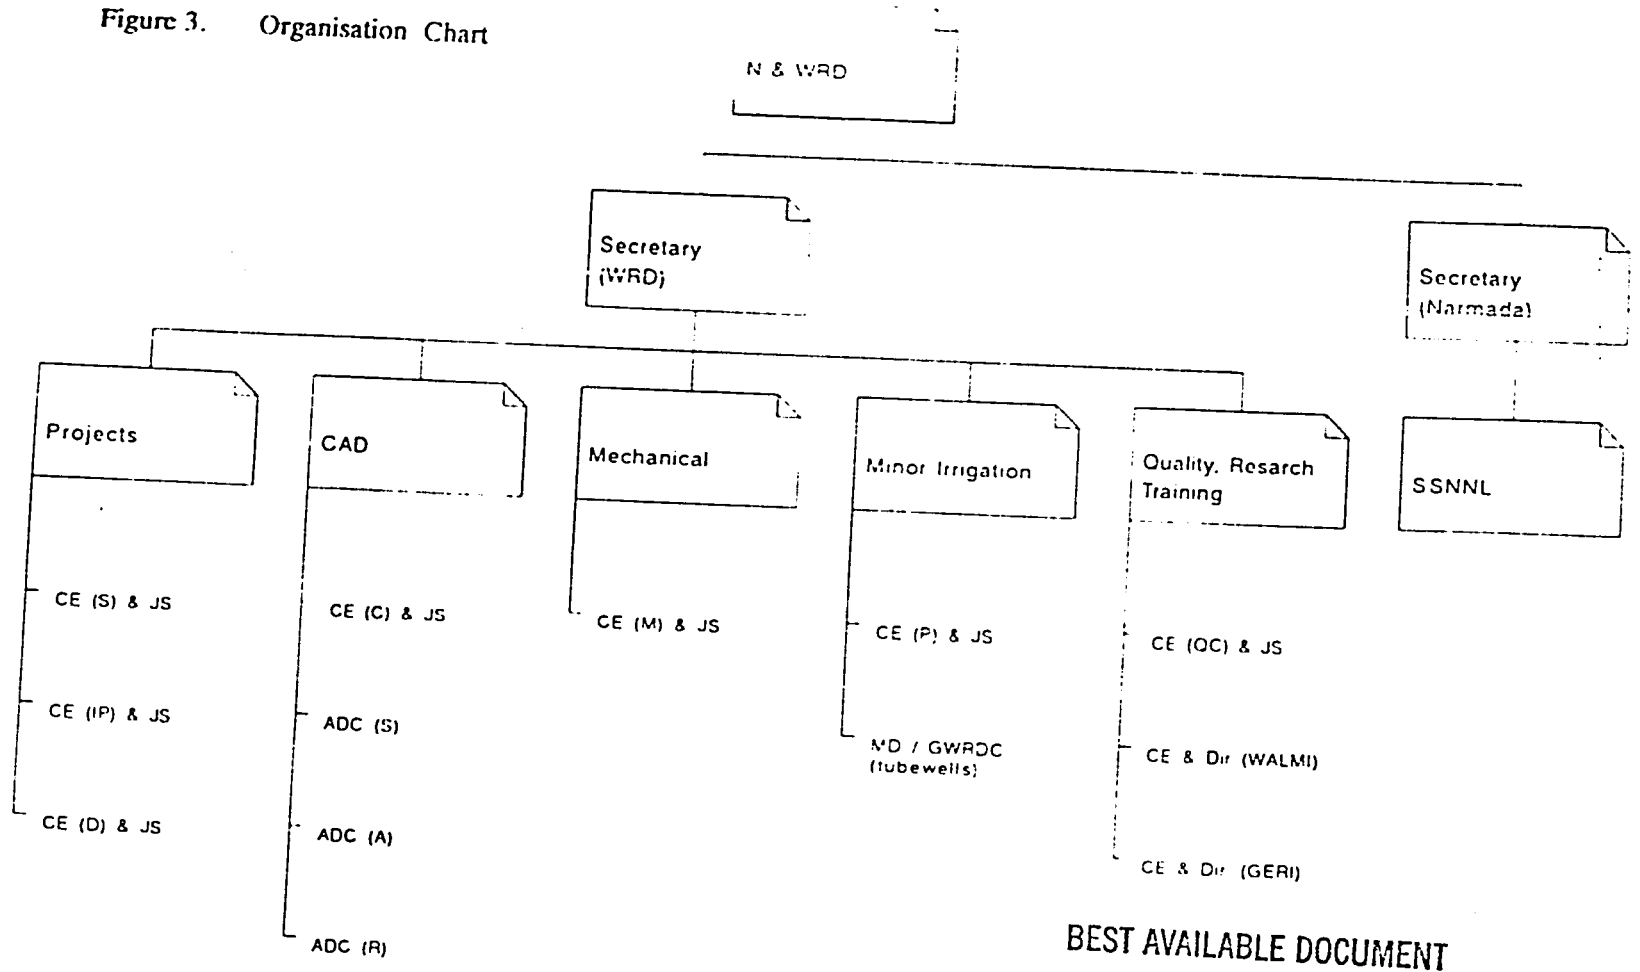 Figure 3. Organisation Chart
N & WRD
Secretary
(WRD)
Secretary
(Narmada)
Projects
CAD
Mechanical
Minor Irrigation
Quality, Resarch
Training
SSNNL
CE (S) & JS
CE (IP) & JS
CE (D) & JS
CE (C) & JS
ADC (S)
ADC (A)
ADC (R)
CE (M) & JS
CE (P) & JS
MD / GWRDC
(tubewells)
CE (QC) & JS
CE & Dir (WALMI)
CE & Dir (GERI)
BEST AVAILABLE DOCUMENT